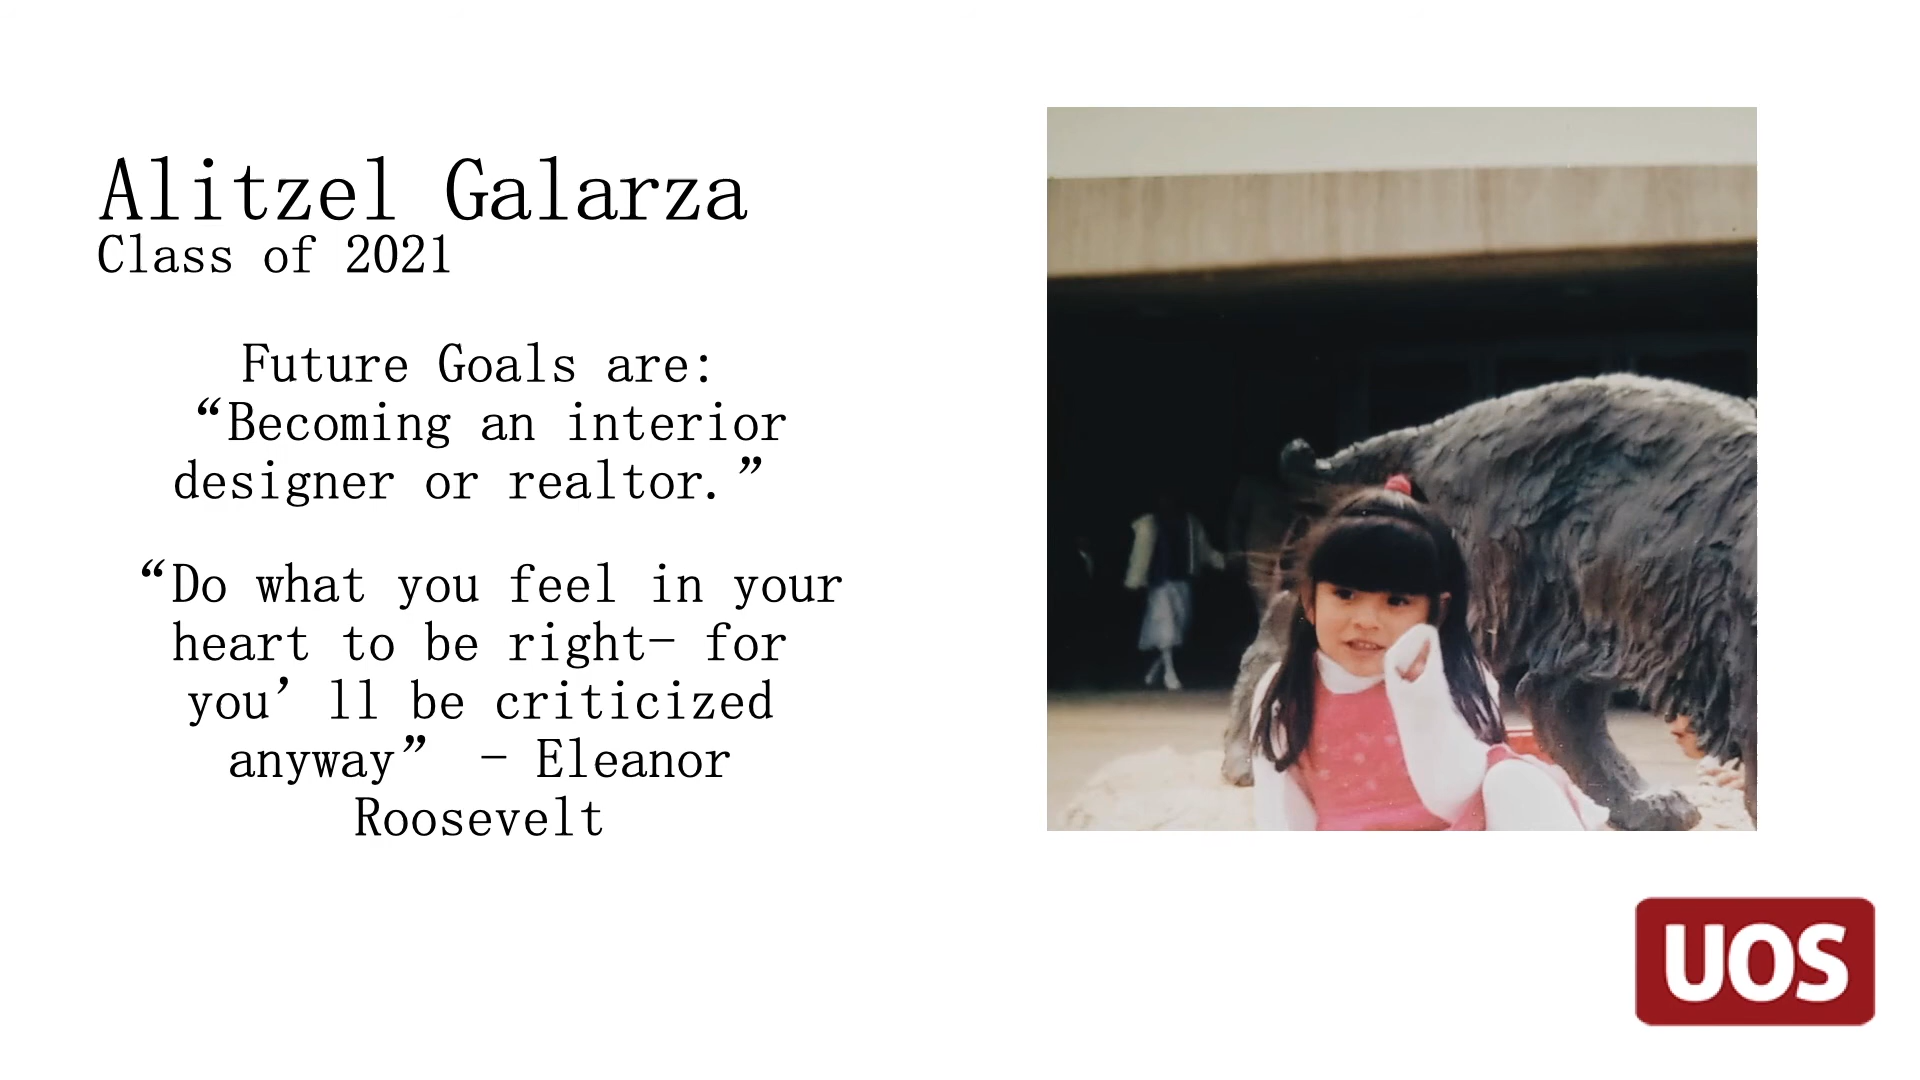 Alitzel Galarza
Class of 2021
Future Goals are:
“Becoming an interior
designer or realtor.”
“Do what you feel in your
heart to be right– for
you’ll be criticized
anyway” – Eleanor
Roosevelt
UOS